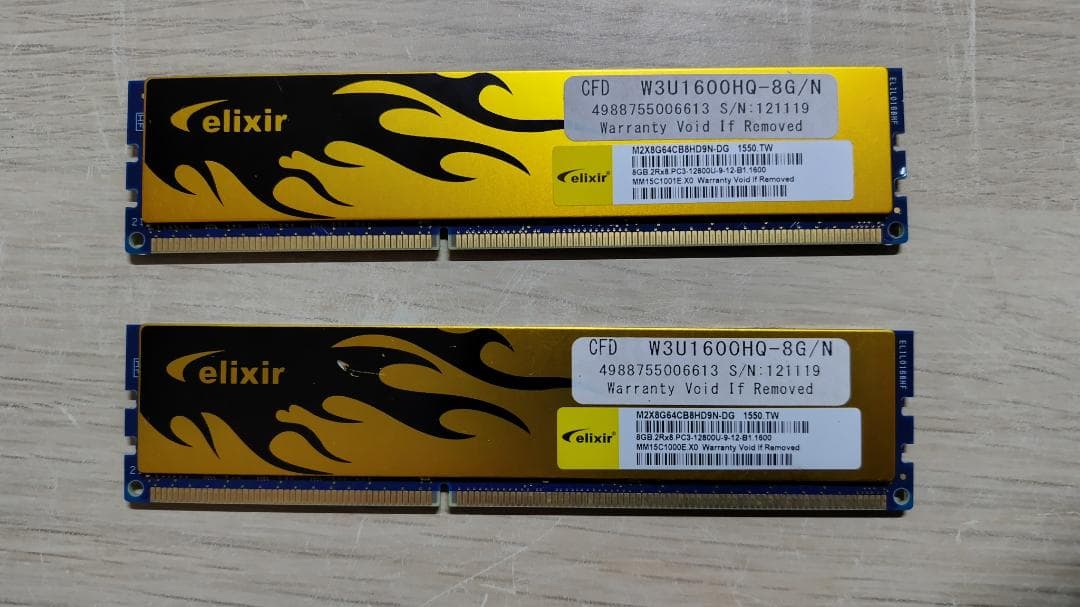 elixir
CFD W3U1600HQ-8G/N
4988755006613 S/N:121119
Warranty Void If Removed
elixir
M2X8G64CB8HD9N-DG 1550.TW
8GB.2Rx8.PC3-12800U-9-12-B1.1600
MM15C1001E.X0 Warranty Void If Removed
elixir
CFD W3U1600HQ-8G/N
4988755006613 S/N:121119
Warranty Void If Removed
elixir
M2X8G64CB8HD9N-DG 1550.TW
8GB.2Rx8.PC3-12800U-9-12-B1.1600
MM15C1000E.X0 Warranty Void If Removed